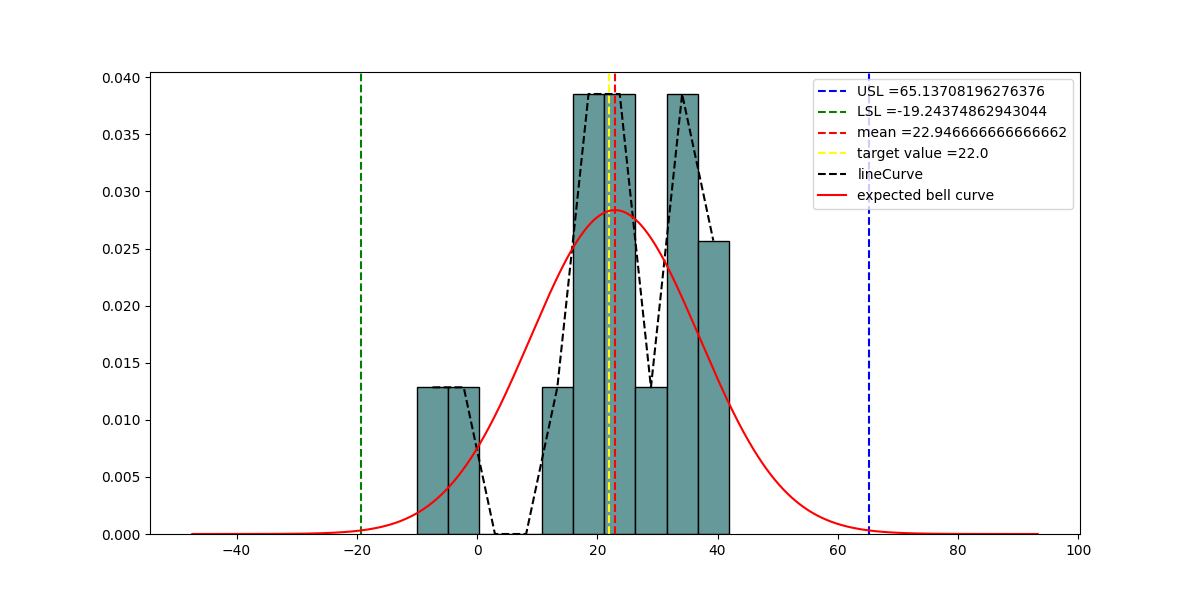 0.040
0.035
0.030
0.025
0.020
0.015
0.010
0.005
0.000
−40
−20
0
20
40
60
80
100
USL =65.13708196276376
LSL =-19.24374862943044
mean =22.946666666666662
target value =22.0
lineCurve
expected bell curve